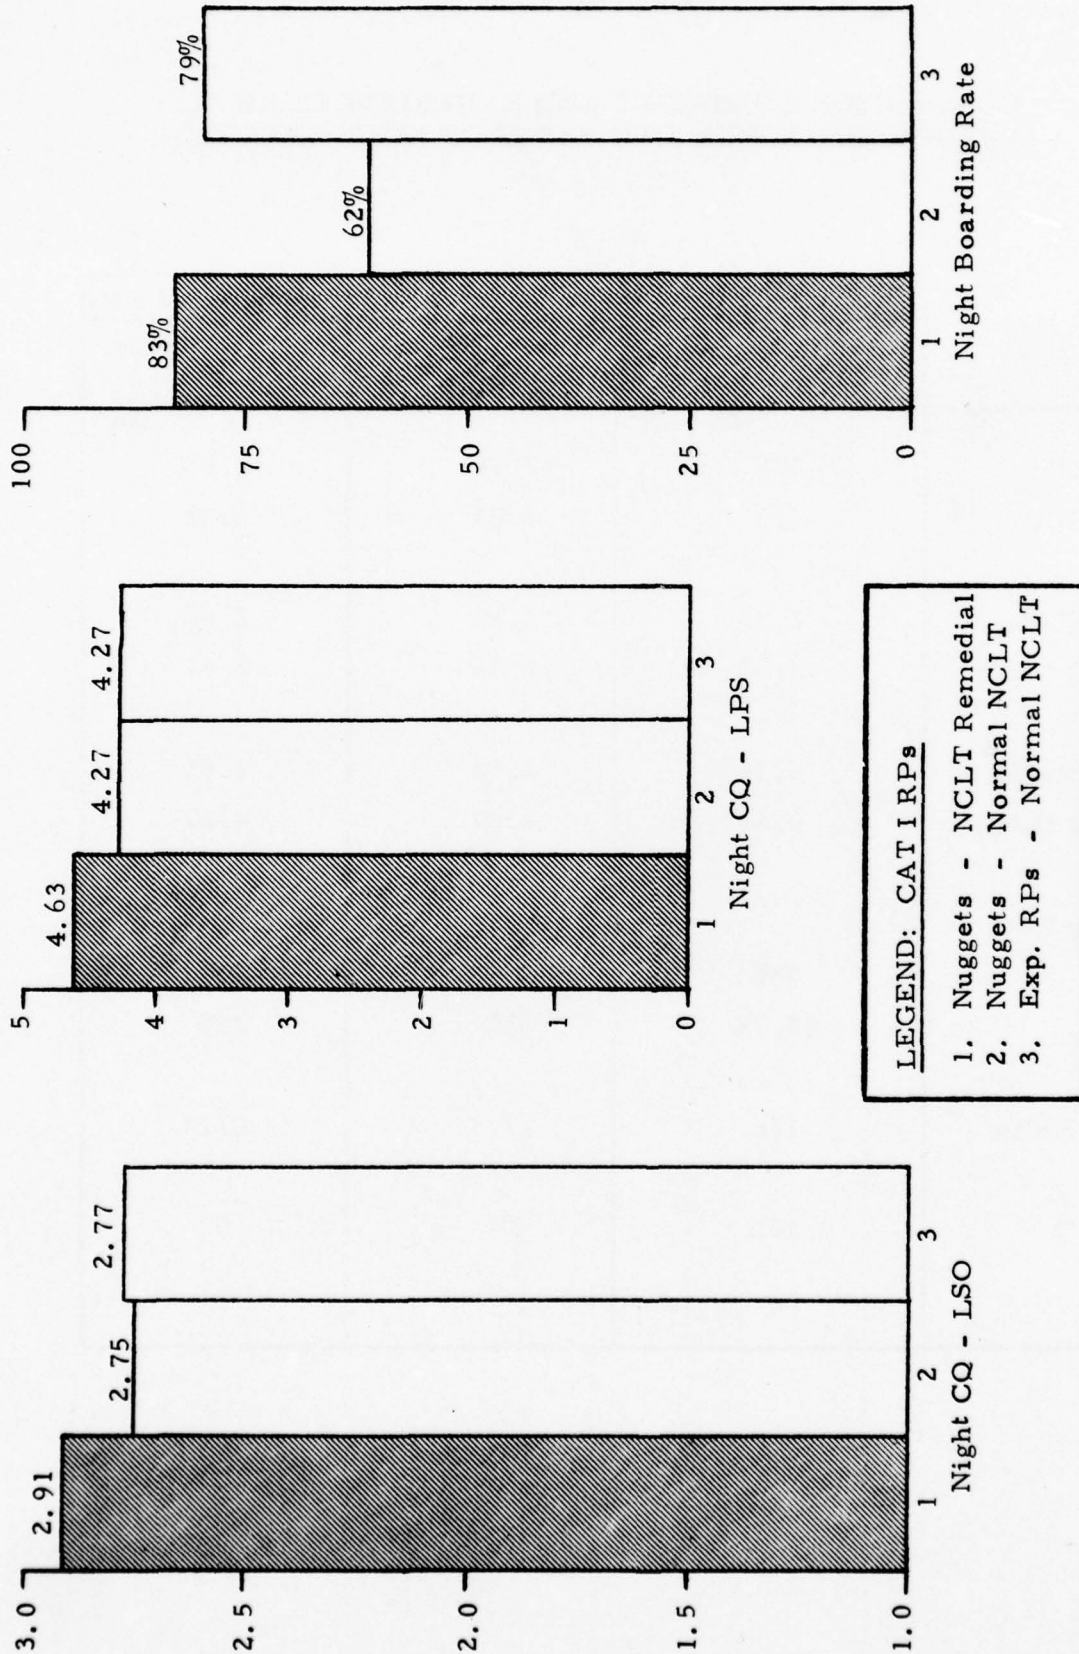 3.0
2.5
2.0
1.5
1.0
2.91
2.75
2.77
1 2 3
Night CQ - LSO
5
4
3
2
1
0
4.63
4.27
4.27
1 2 3
Night CQ - LPS
100
75
50
25
0
83%
62%
79%
1 2 3
Night Boarding Rate
LEGEND: CAT I RPs
1. Nuggets - NCLT Remedial
2. Nuggets - Normal NCLT
3. Exp. RPs - Normal NCLT